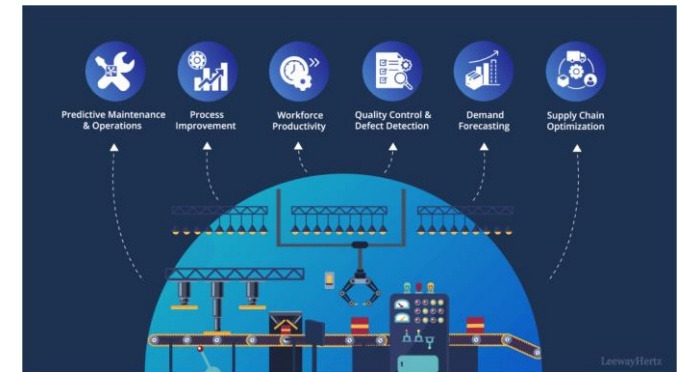 Predictive Maintenance
& Operations
Process
Improvement
Workforce
Productivity
Quality Control &
Defect Detection
Demand
Forecasting
Supply Chain
Optimization
LeewayHertz